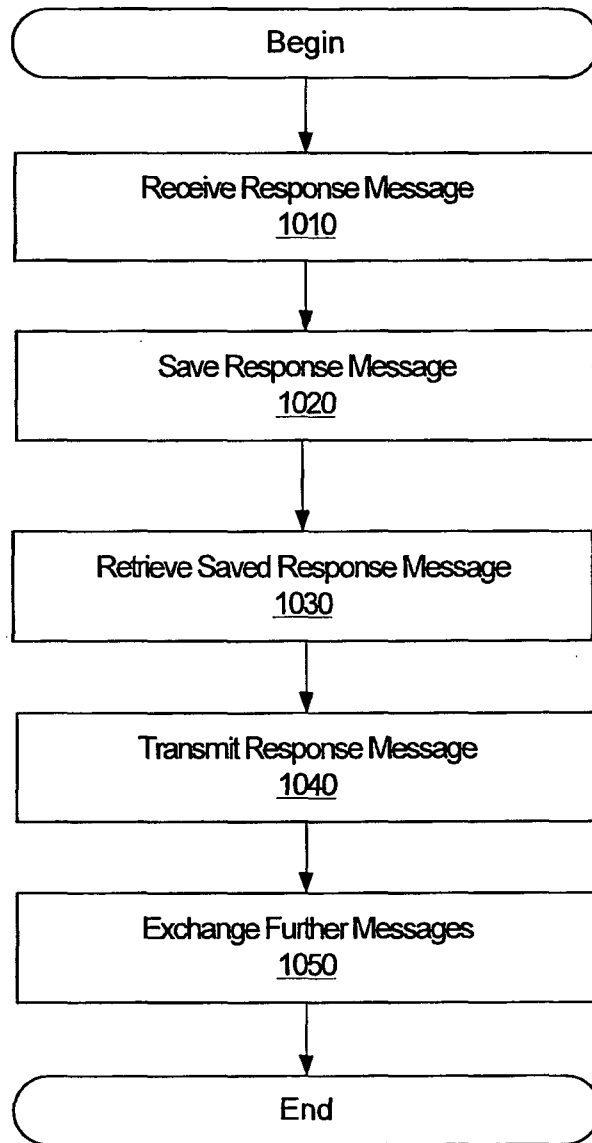 Begin
Receive Response Message
1010
Save Response Message
1020
Retrieve Saved Response Message
1030
Transmit Response Message
1040
Exchange Further Messages
1050
End